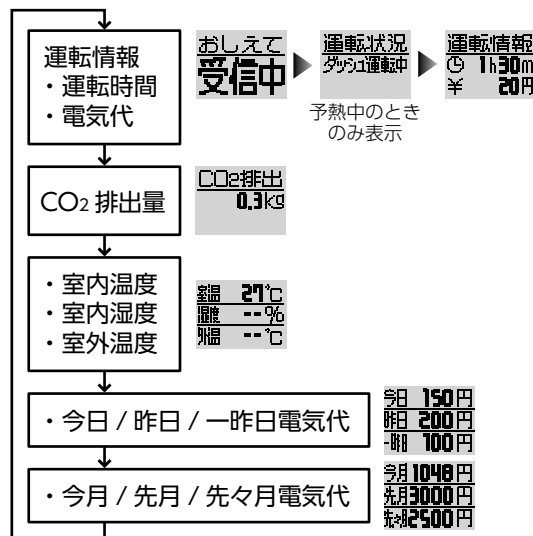 運転情報
・運転時間
・電気代
おしえて
受信中
運転状況
ダッシュ運転中
予熱中のとき
のみ表示
運転情報
1h30m
¥ 20円
CO2 排出量
CO2排出
0.3kg
・室内温度
・室内湿度
・室外温度
室温 27℃
湿度 --%
外温 --℃
・今日 / 昨日 / 一昨日電気代
今日 150円
昨日 200円
一昨日 100円
・今月 / 先月 / 先々月電気代
今月1048円
先月3000円
先々月2500円